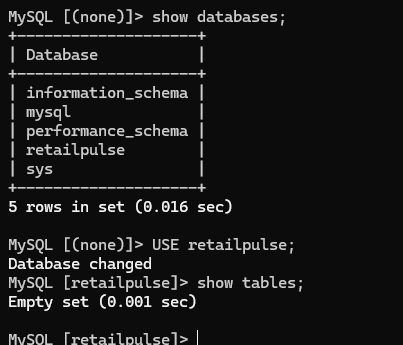 MySQL [(none)]> show databases;
+--------------------+
| Database           |
+--------------------+
| information_schema |
| mysql              |
| performance_schema |
| retailpulse        |
| sys                |
+--------------------+
5 rows in set (0.016 sec)

MySQL [(none)]> USE retailpulse;
Database changed
MySQL [retailpulse]> show tables;
Empty set (0.001 sec)

MySQL [retailpulse]>